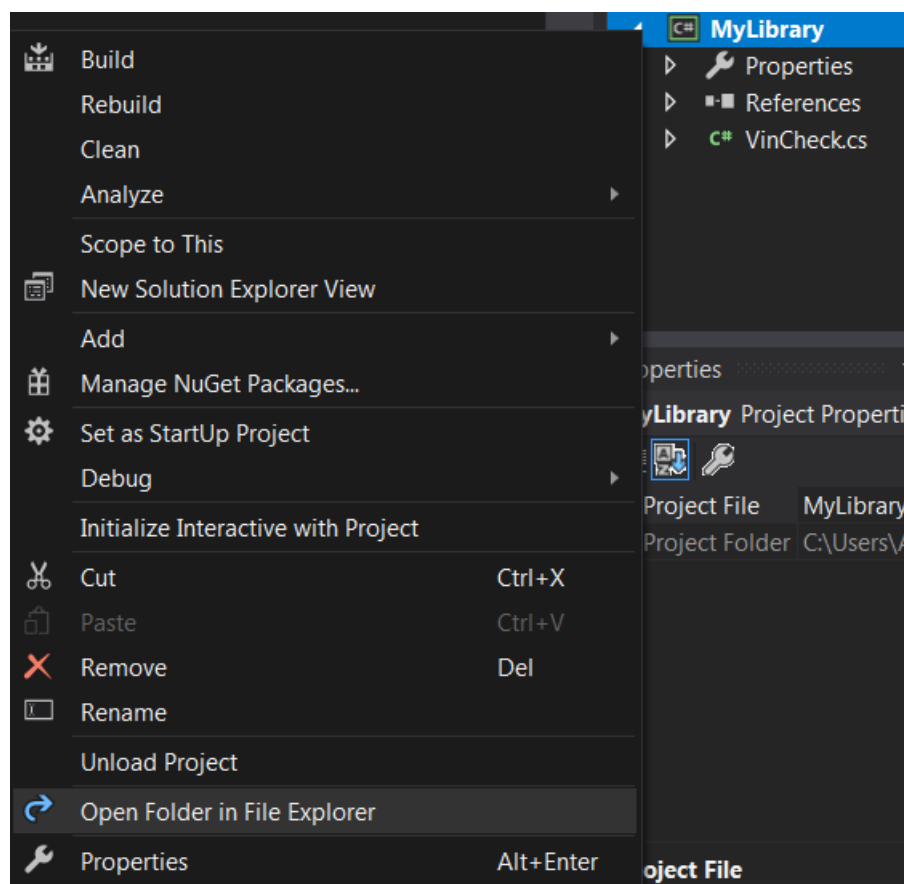 Build
Rebuild
Clean
Analyze
Scope to This
New Solution Explorer View
Add
Manage NuGet Packages...
Set as StartUp Project
Debug
Initialize Interactive with Project
Cut Ctrl+X
Paste Ctrl+V
Remove Del
Rename
Unload Project
Open Folder in File Explorer
Properties Alt+Enter
C# MyLibrary
Properties
References
C# VinCheck.cs
operties
yLibrary Project Properti
Project File MyLibrary
Project Folder C:\Users\A
oject File